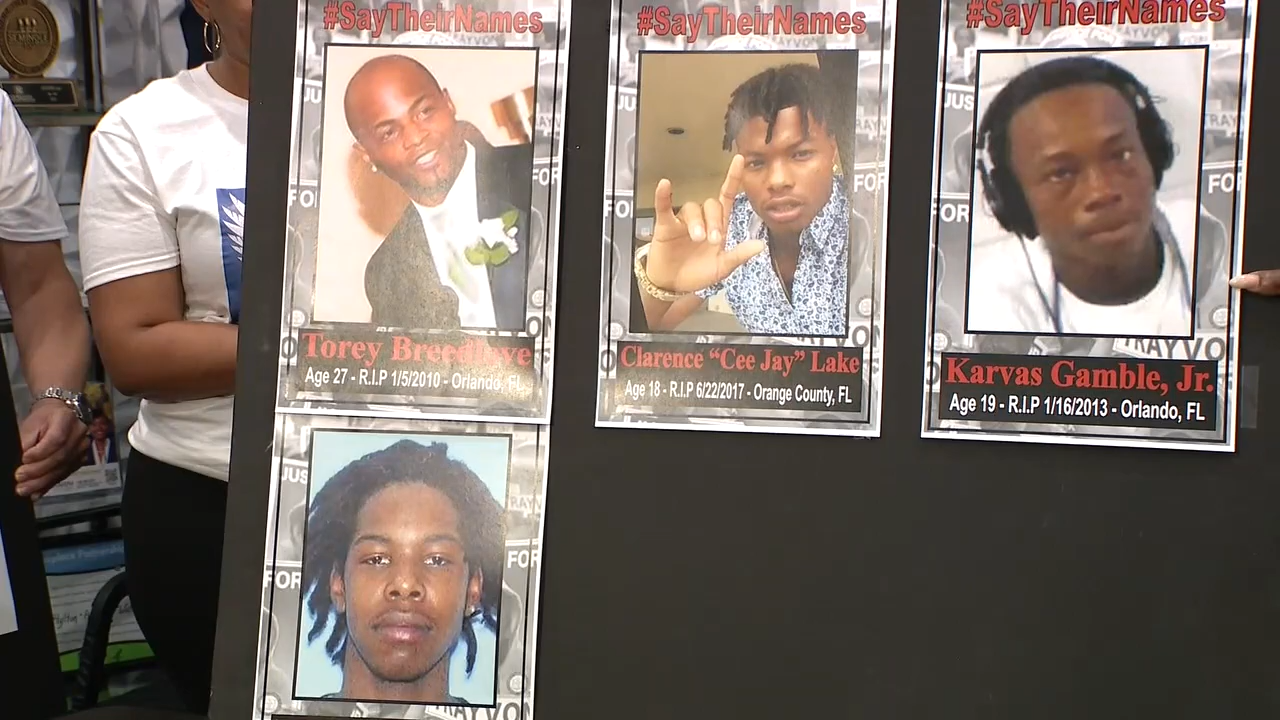 #SayTheirNames
Torey Breedlove
Age 27 - R.I.P 1/5/2010 - Orlando, FL
#SayTheirNames
Clarence “Cee Jay” Lake
Age 18 - R.I.P 6/22/2017 - Orange County, FL
#SayTheirNames
Karvas Gamble, Jr.
Age 19 - R.I.P 1/16/2013 - Orlando, FL